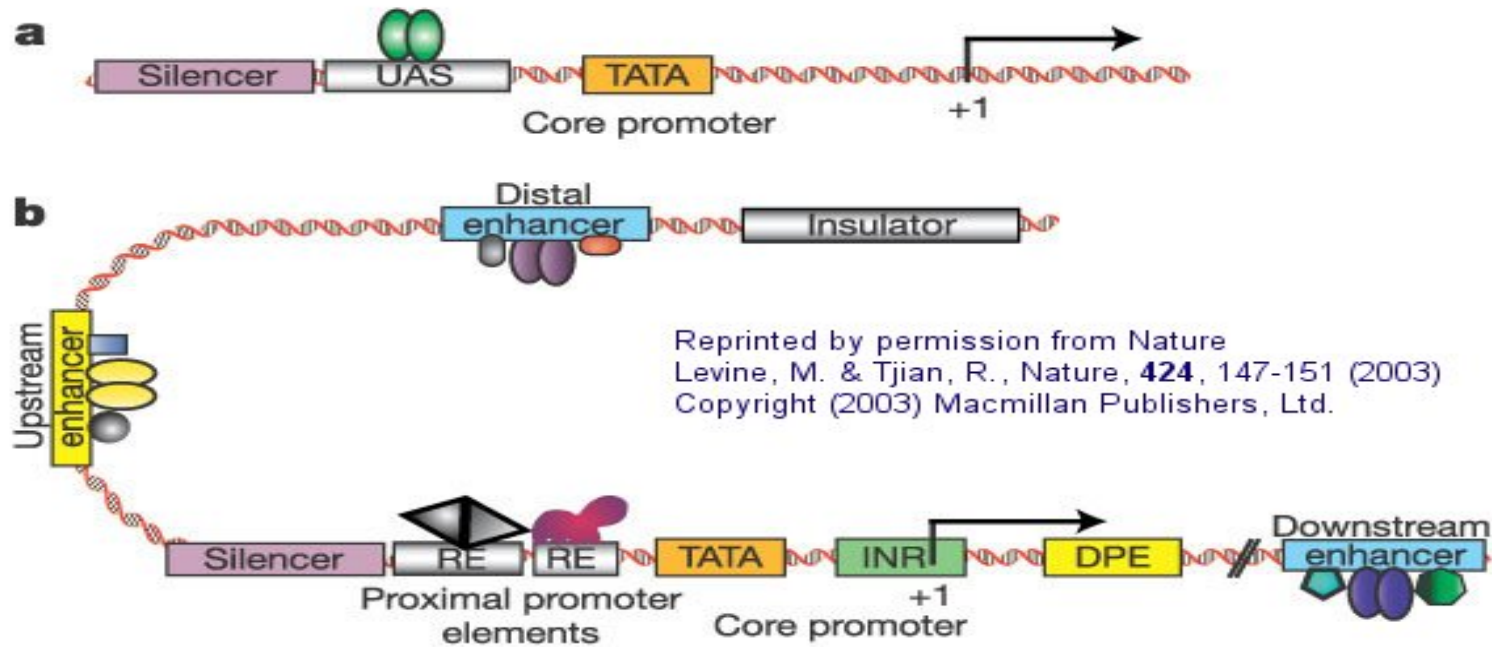 a
Silencer UAS TATA
Core promoter +1
b
Distal
enhancer Insulator
Upstream
enhancer
Reprinted by permission from Nature
Levine, M. & Tjian, R., Nature, 424, 147-151 (2003)
Copyright (2003) Macmillan Publishers, Ltd.
Downstream
Silencer RE RE TATA INR DPE enhancer
Proximal promoter +1
elements Core promoter